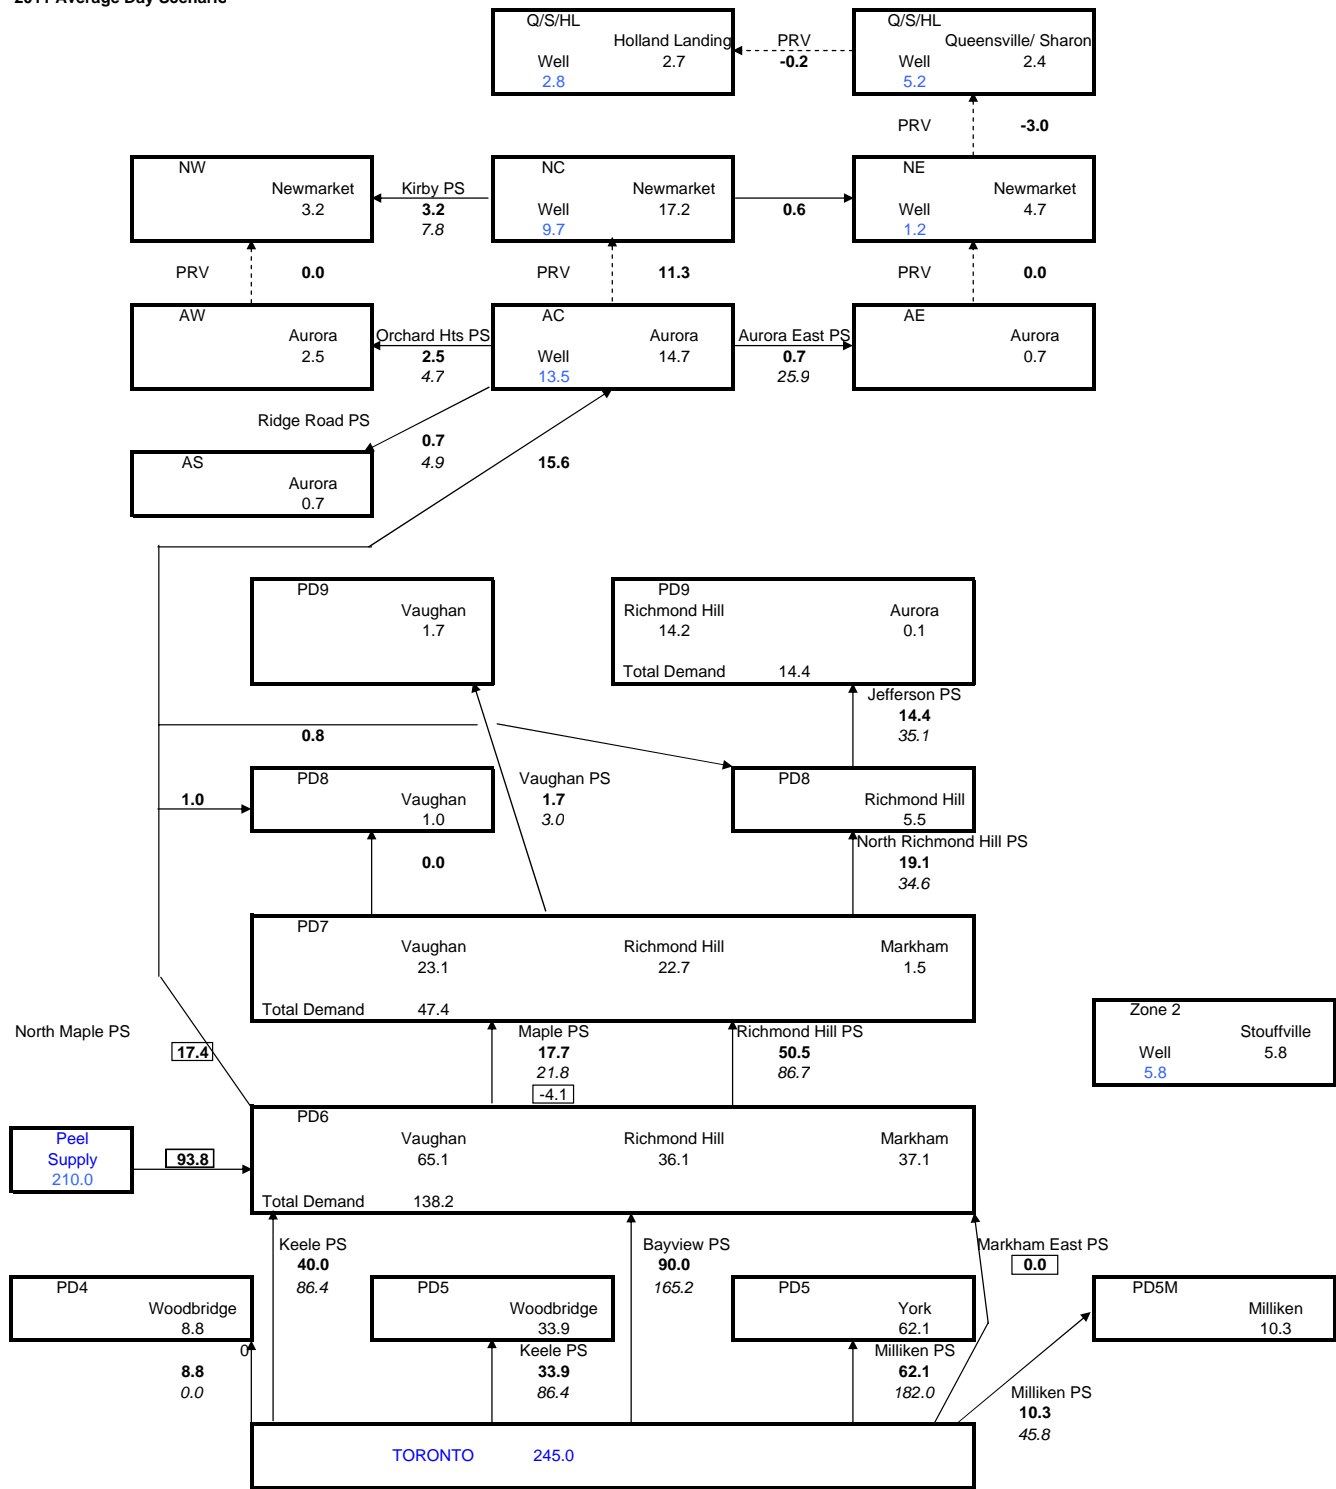 2011 Average Day Scenario
Q/S/HL
Holland Landing
Well 2.7
2.8
PRV
-0.2
Q/S/HL
Queensville/ Sharon
Well 2.4
5.2
PRV -3.0
NW
Newmarket
3.2
Kirby PS
3.2
7.8
NC
Newmarket
Well 17.2
9.7
0.6
NE
Newmarket
Well 4.7
1.2
PRV 0.0
PRV 11.3
PRV 0.0
AW
Aurora
2.5
Orchard Hts PS
2.5
4.7
AC
Aurora
Well 14.7
13.5
Aurora East PS
0.7
25.9
AE
Aurora
0.7
Ridge Road PS
0.7
4.9
15.6
AS
Aurora
0.7
PD9
Vaughan
1.7
PD9
Richmond Hill Aurora
14.2 0.1
Total Demand 14.4
Jefferson PS
14.4
35.1
0.8
1.0
PD8
Vaughan
1.0
Vaughan PS
1.7
3.0
PD8
Richmond Hill
5.5
North Richmond Hill PS
19.1
34.6
0.0
PD7
Vaughan Richmond Hill Markham
23.1 22.7 1.5
Total Demand 47.4
North Maple PS
17.4
Maple PS
17.7
21.8
-4.1
Richmond Hill PS
50.5
86.7
Zone 2
Stouffville
Well 5.8
5.8
Peel
Supply
210.0
93.8
PD6
Vaughan Richmond Hill Markham
65.1 36.1 37.1
Total Demand 138.2
Keele PS
40.0
86.4
Bayview PS
90.0
165.2
Markham East PS
0.0
PD4
Woodbridge
8.8
PD5
Woodbridge
33.9
PD5
York
62.1
PD5M
Milliken
10.3
0
8.8
0.0
Keele PS
33.9
86.4
Milliken PS
62.1
182.0
Milliken PS
10.3
45.8
TORONTO 245.0